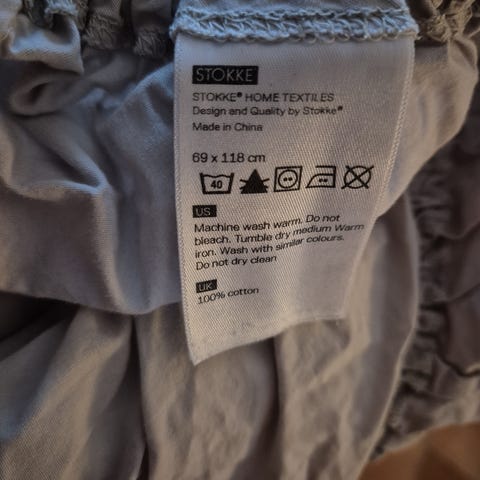 STOKKE
STOKKE® HOME TEXTILES
Design and Quality by Stokke®
Made in China
69 x 118 cm
40
US
Machine wash warm. Do not
bleach. Tumble dry medium Warm
iron. Wash with similar colours.
Do not dry clean
UK
100% cotton